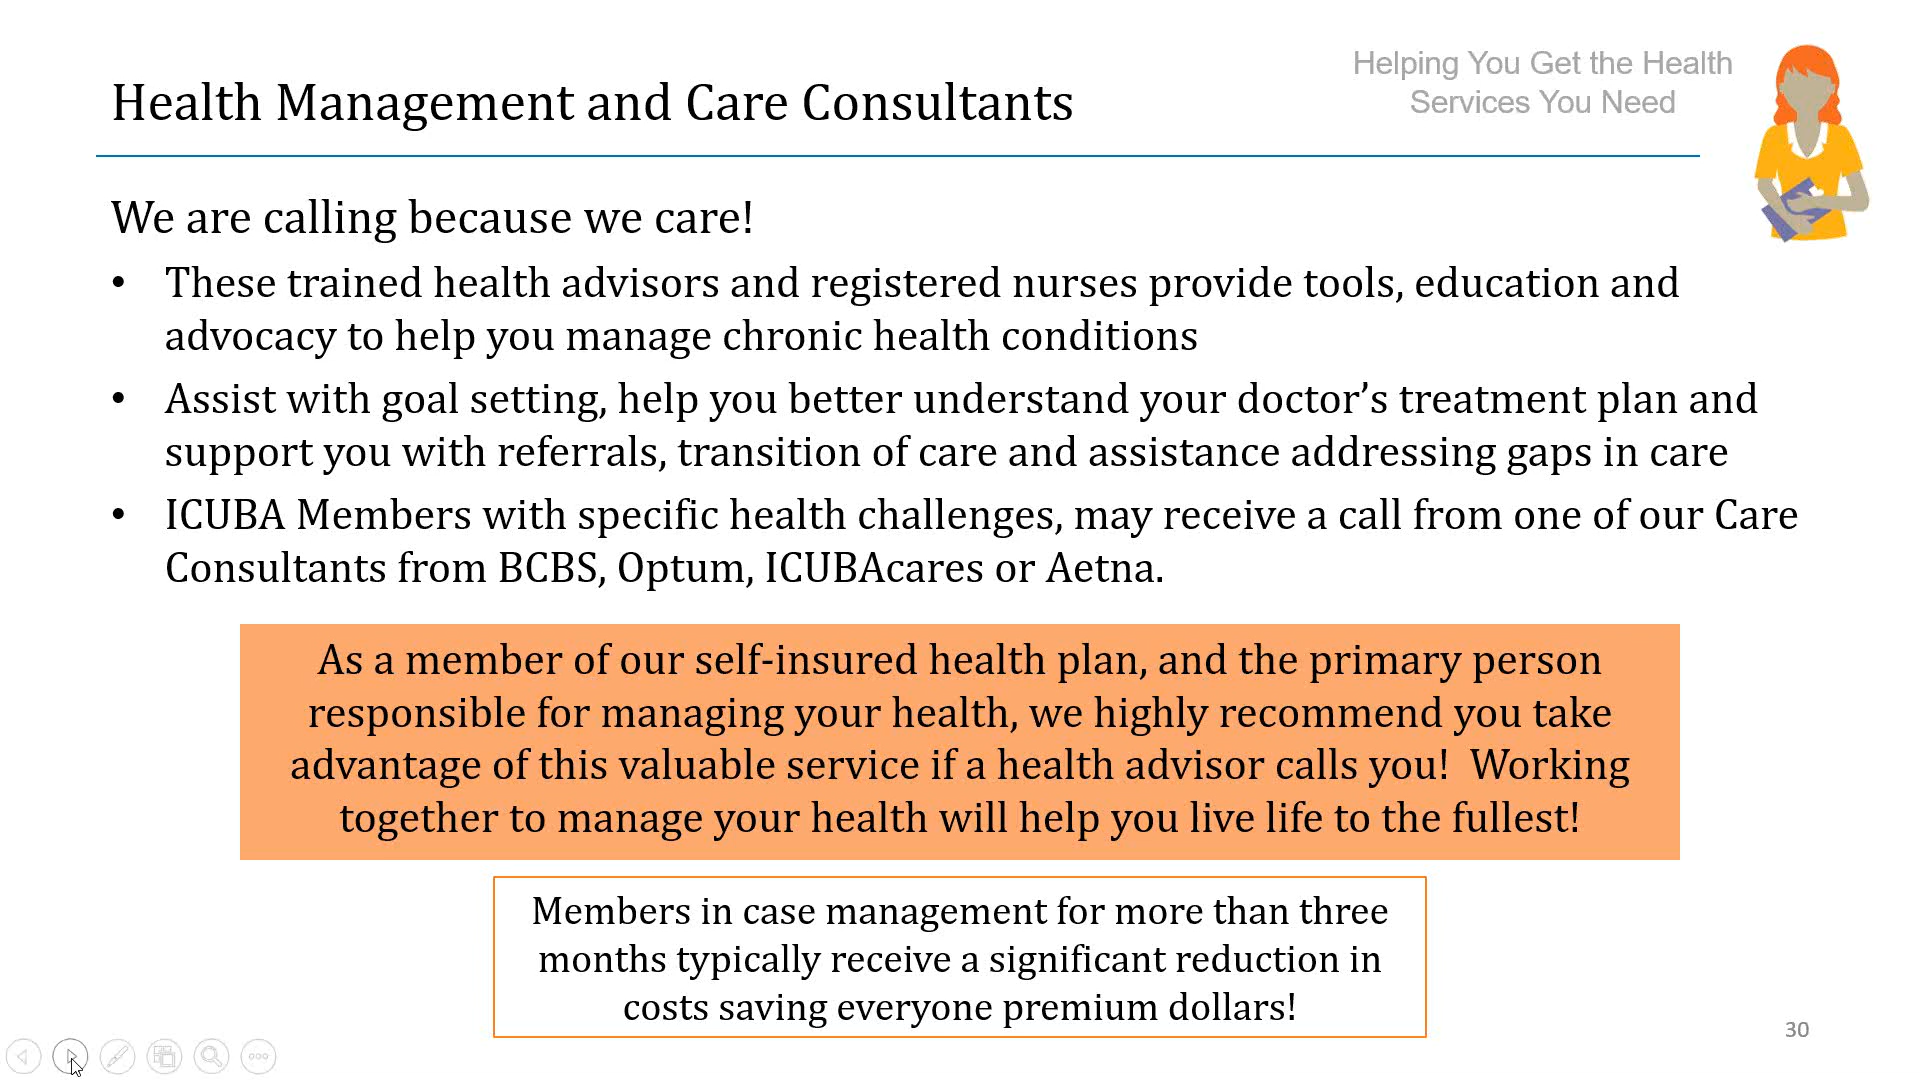 Helping You Get the Health
Services You Need
Health Management and Care Consultants
We are calling because we care!
• These trained health advisors and registered nurses provide tools, education and
advocacy to help you manage chronic health conditions
• Assist with goal setting, help you better understand your doctor’s treatment plan and
support you with referrals, transition of care and assistance addressing gaps in care
• ICUBA Members with specific health challenges, may receive a call from one of our Care
Consultants from BCBS, Optum, ICUBAcares or Aetna.
As a member of our self-insured health plan, and the primary person
responsible for managing your health, we highly recommend you take
advantage of this valuable service if a health advisor calls you!  Working
together to manage your health will help you live life to the fullest!
Members in case management for more than three
months typically receive a significant reduction in
costs saving everyone premium dollars!
30